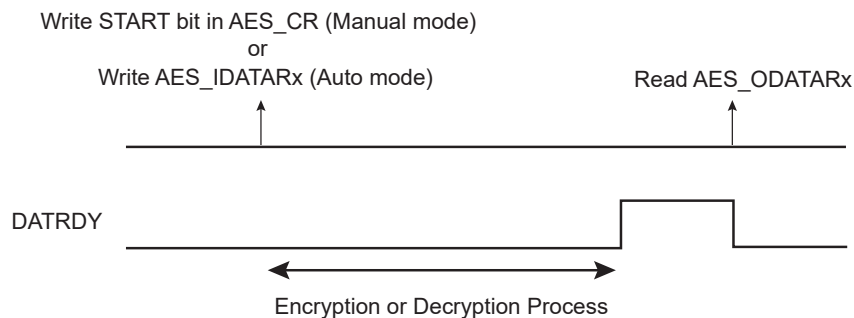 Write START bit in AES_CR (Manual mode)
or
Write AES_IDATARx (Auto mode)
Read AES_ODATARx
DATRDY
Encryption or Decryption Process